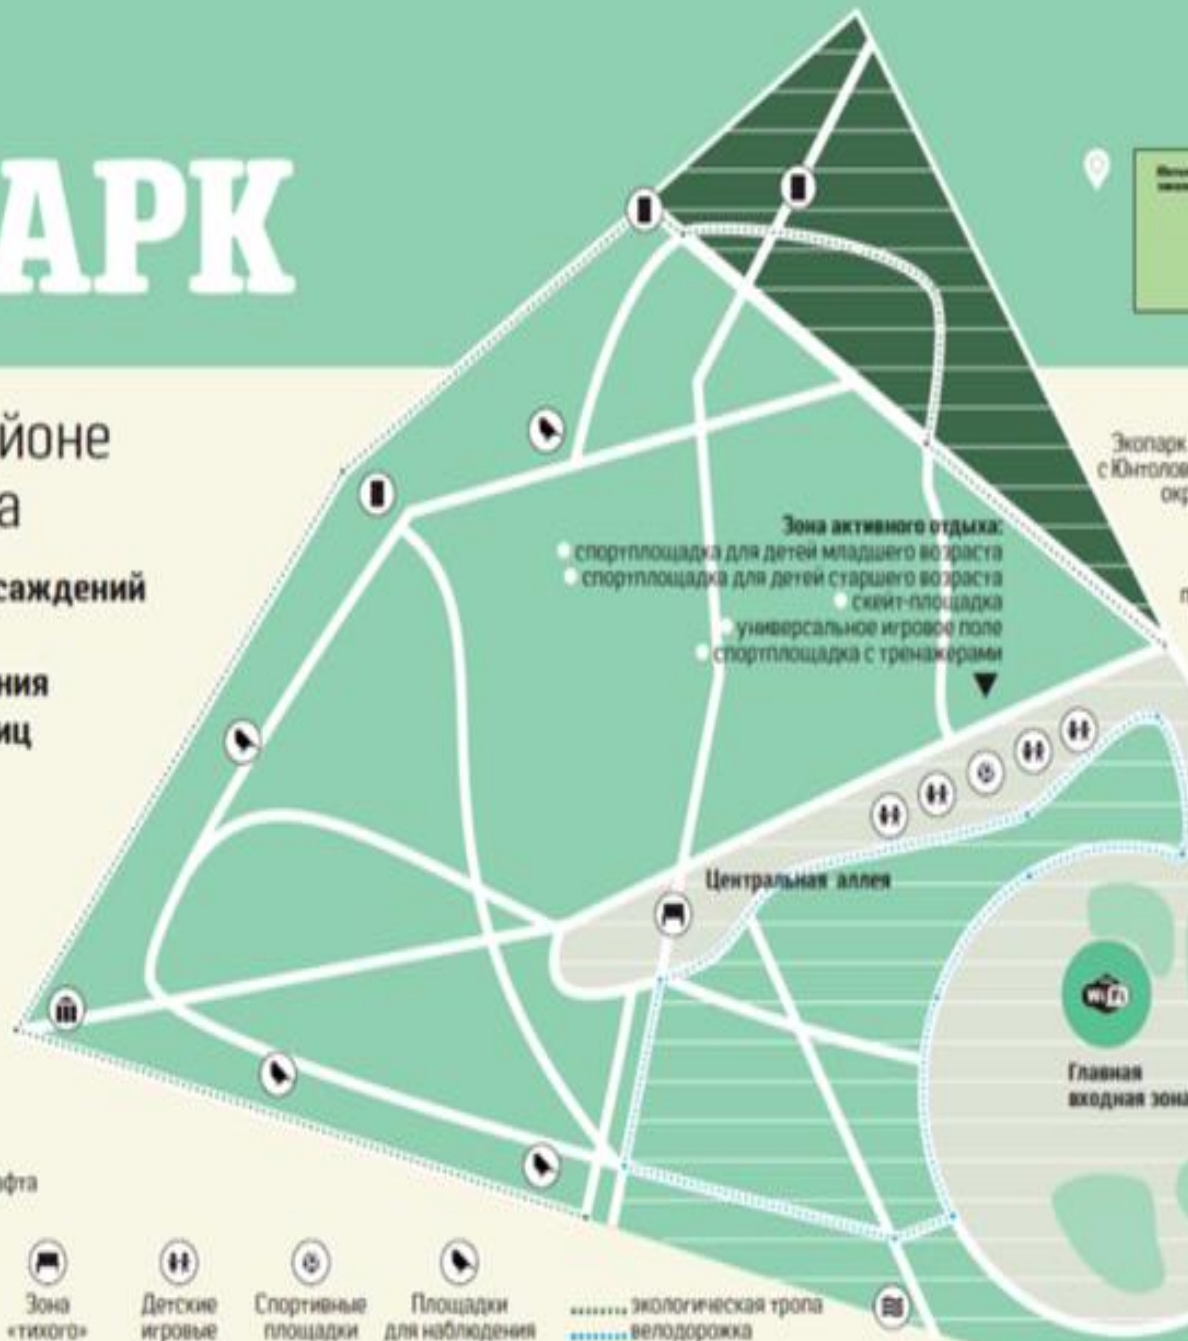 АРК
йоне
а
саждений
ния
иц
Экопарк
с Юнтолов
окр
п
Зона активного отдыха:
спортплощадка для детей младшего возраста
спортплощадка для детей старшего возраста
скейт-площадка
универсальное игровое поле
спортплощадка с тренажерами
Центральная аллея
WiFi
Главная
входная зона
фта
Зона
«тихого»
Детские
игровые
Спортивные
площадки
Площадки
для наблюдения
экологическая тропа
велодорожка